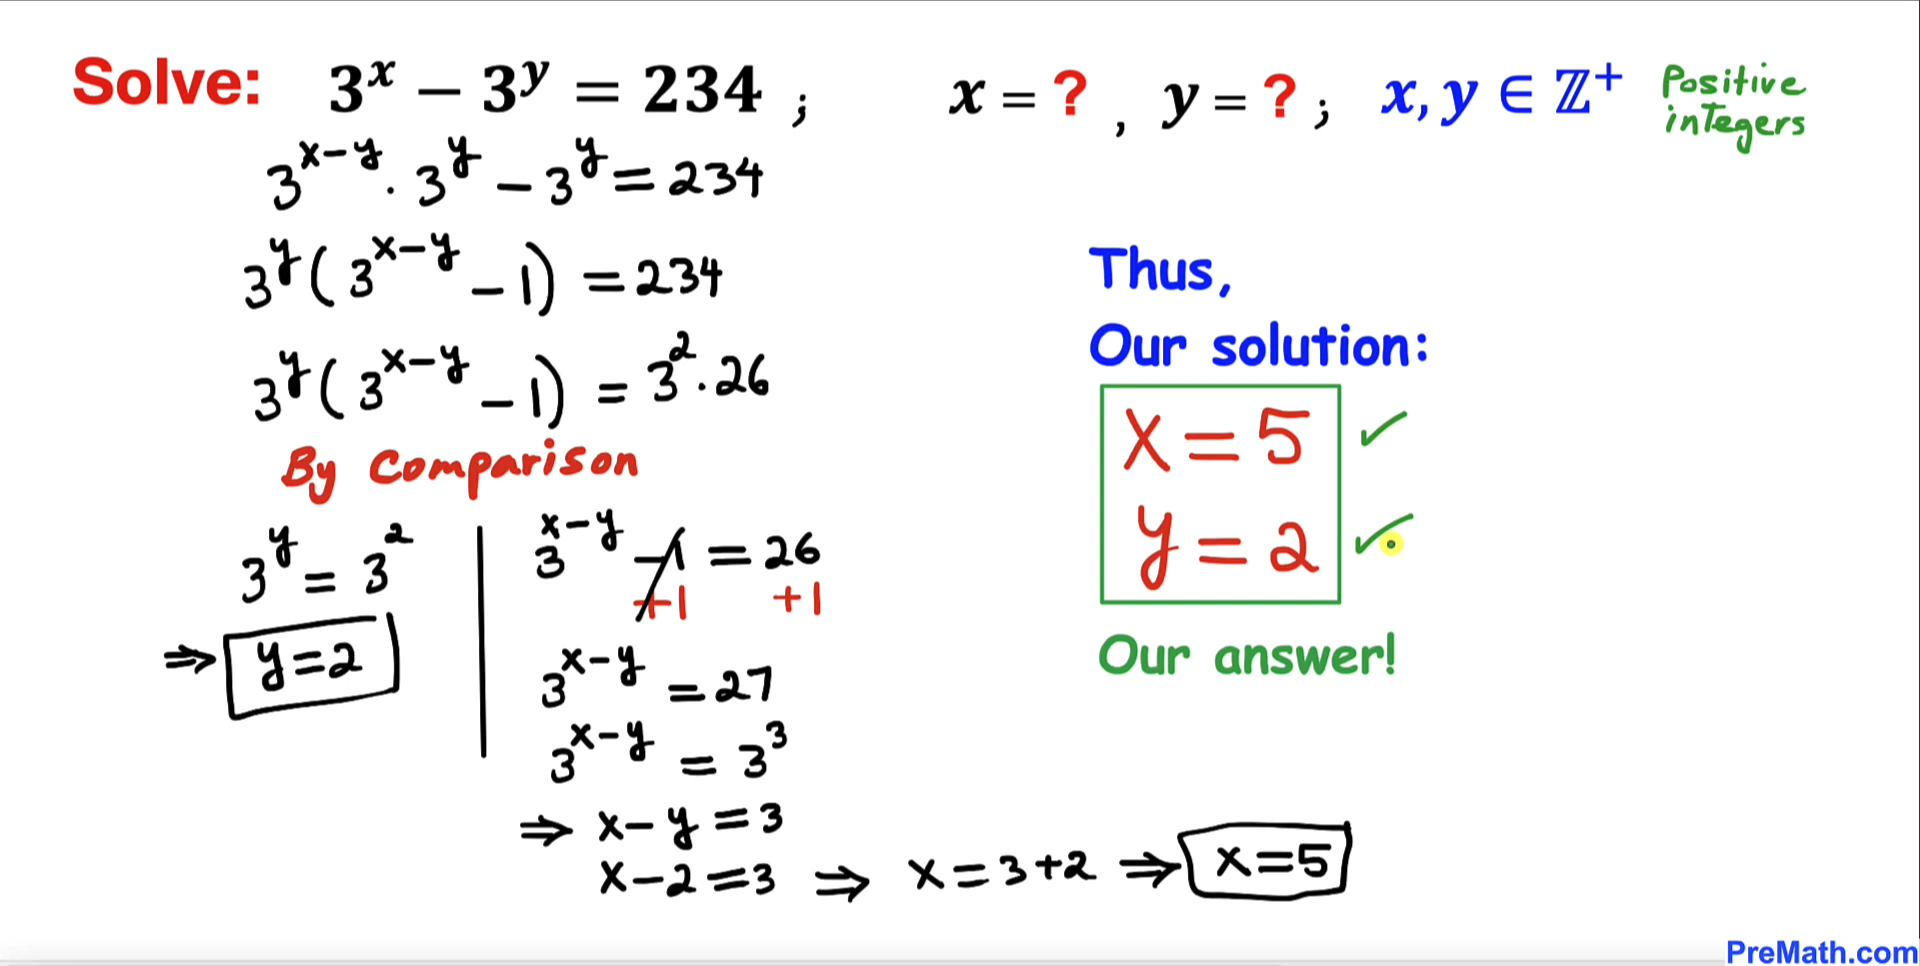 Solve: 3^x − 3^y = 234 ; x = ? , y = ? ; x, y ∈ ℤ⁺ Positive integers
3^(x−y) · 3^y − 3^y = 234
3^y (3^(x−y) − 1) = 234
3^y (3^(x−y) − 1) = 3² · 26
By Comparison
3^y = 3²
⇒ y = 2
3^(x−y) − 1 = 26
+1 +1
3^(x−y) = 27
3^(x−y) = 3³
⇒ x − y = 3
x − 2 = 3 ⇒ x = 3 + 2 ⇒ x = 5
Thus,
Our solution:
x = 5 ✓
y = 2 ✓
Our answer!
PreMath.com